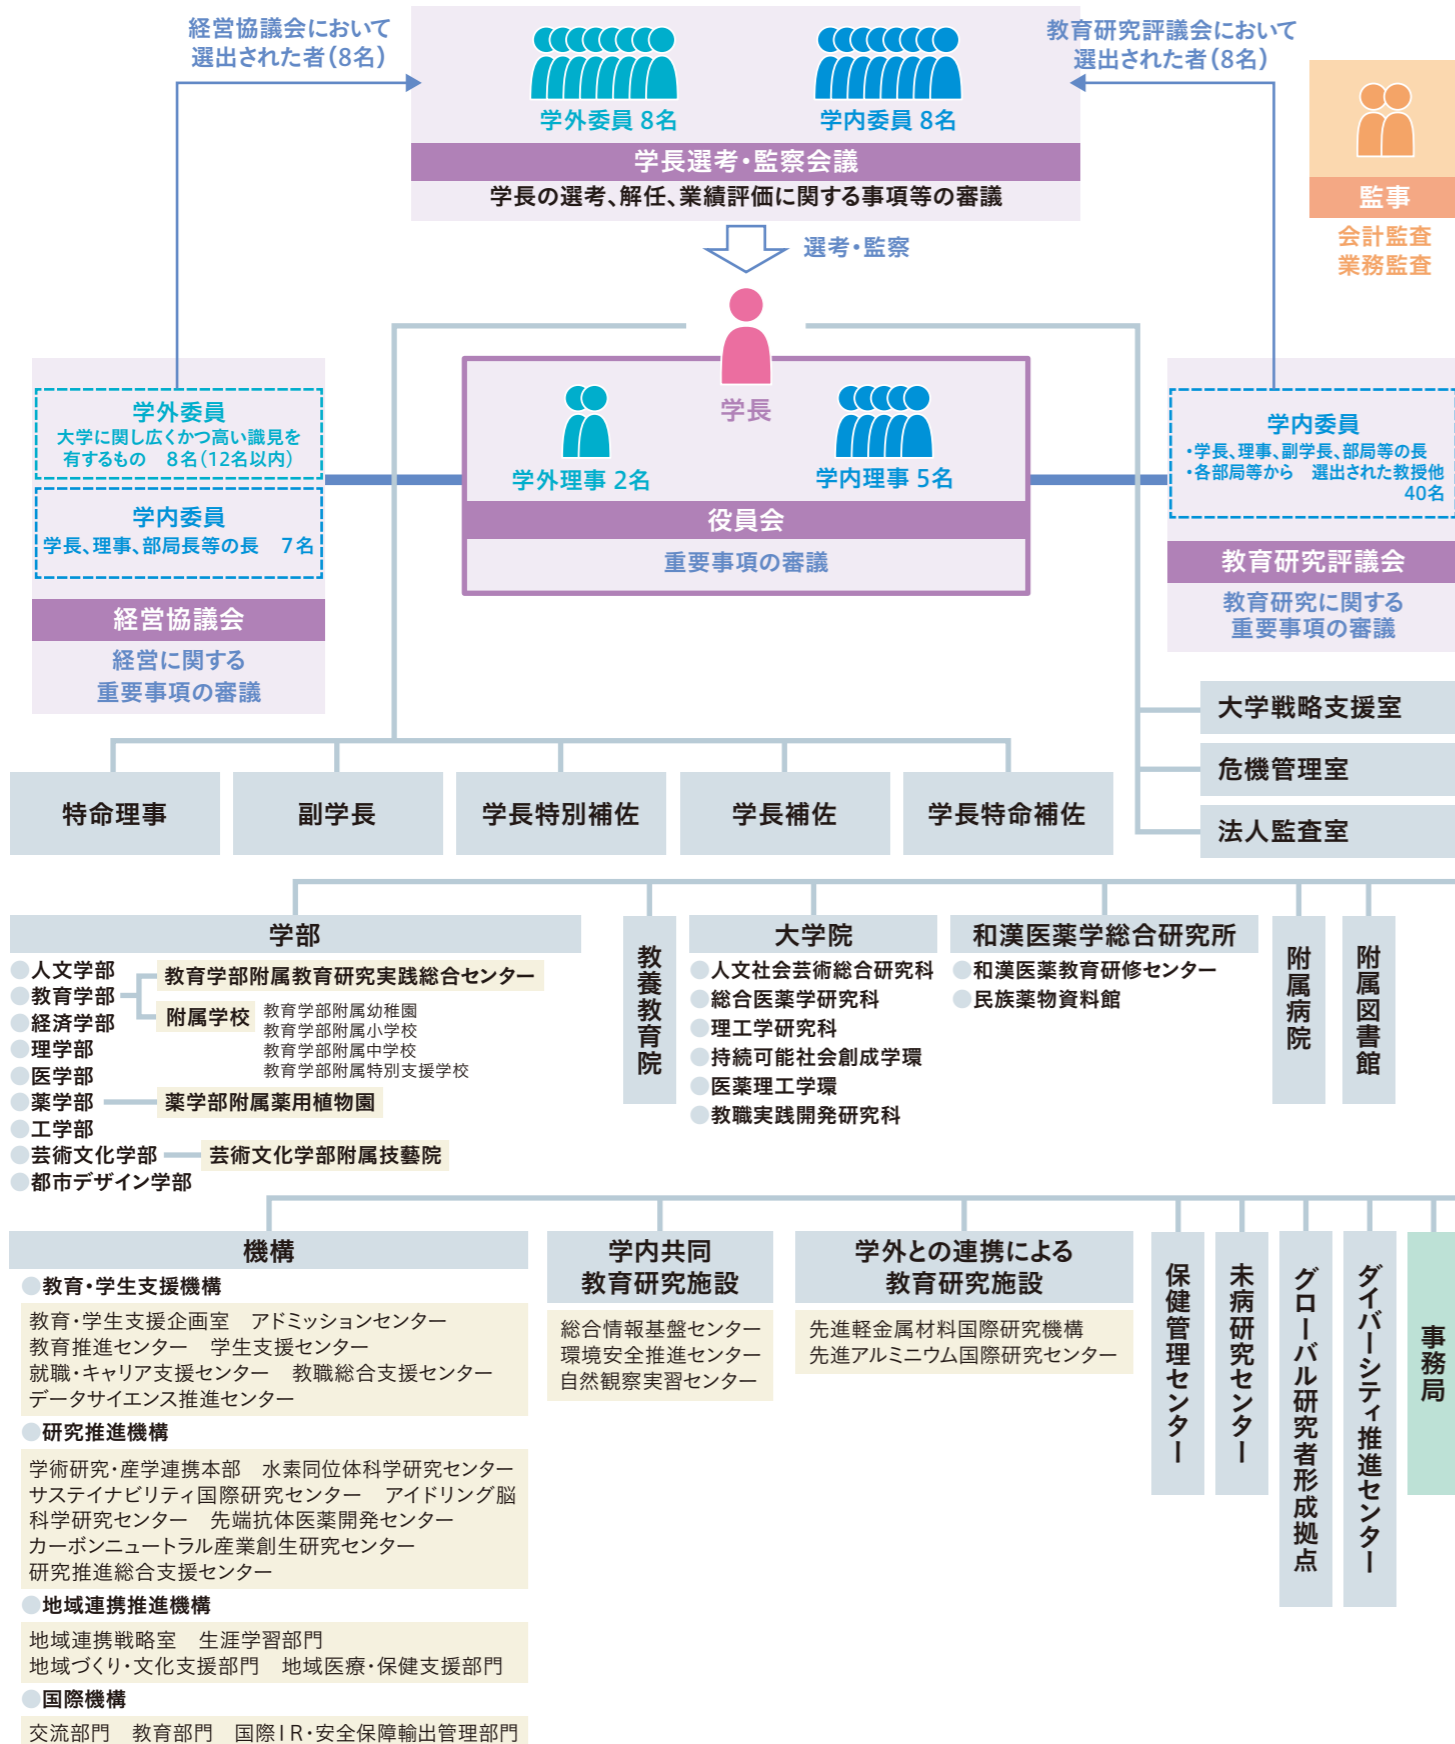 経営協議会において
選出された者(8名)
教育研究評議会において
選出された者(8名)
学外委員 8名
学内委員 8名
学長選考・監察会議
学長の選考、解任、業績評価に関する事項等の審議
監事
会計監査
業務監査
選考・監察
学長
学外委員
大学に関し広くかつ高い識見を
有するもの　8名(12名以内)
学内委員
学長、理事、部局長等の長　7名
経営協議会
経営に関する
重要事項の審議
学外理事 2名
学内理事 5名
役員会
重要事項の審議
学内委員
・学長、理事、副学長、部局等の長
・各部局等から　選出された教授他
40名
教育研究評議会
教育研究に関する
重要事項の審議
大学戦略支援室
危機管理室
法人監査室
特命理事
副学長
学長特別補佐
学長補佐
学長特命補佐
学部
●人文学部
●教育学部
教育学部附属教育研究実践総合センター
附属学校
教育学部附属幼稚園
教育学部附属小学校
教育学部附属中学校
教育学部附属特別支援学校
●経済学部
●理学部
●医学部
●薬学部
薬学部附属薬用植物園
●工学部
●芸術文化学部
芸術文化学部附属技藝院
●都市デザイン学部
教養教育院
大学院
●人文社会芸術総合研究科
●総合医薬学研究科
●理工学研究科
●持続可能社会創成学環
●医薬理工学環
●教職実践開発研究科
和漢医薬学総合研究所
●和漢医薬教育研修センター
●民族薬物資料館
附属病院
附属図書館
機構
●教育・学生支援機構
教育・学生支援企画室　アドミッションセンター
教育推進センター　学生支援センター
就職・キャリア支援センター　教職総合支援センター
データサイエンス推進センター
●研究推進機構
学術研究・産学連携本部　水素同位体科学研究センター
サステイナビリティ国際研究センター　アイドリング脳
科学研究センター　先端抗体医薬開発センター
カーボンニュートラル産業創生研究センター
研究推進総合支援センター
●地域連携推進機構
地域連携戦略室　生涯学習部門
地域づくり・文化支援部門　地域医療・保健支援部門
●国際機構
交流部門　教育部門　国際IR・安全保障輸出管理部門
学内共同
教育研究施設
総合情報基盤センター
環境安全推進センター
自然観察実習センター
学外との連携による
教育研究施設
先進軽金属材料国際研究機構
先進アルミニウム国際研究センター
保健管理センター
未病研究センター
グローバル研究者形成拠点
ダイバーシティ推進センター
事務局